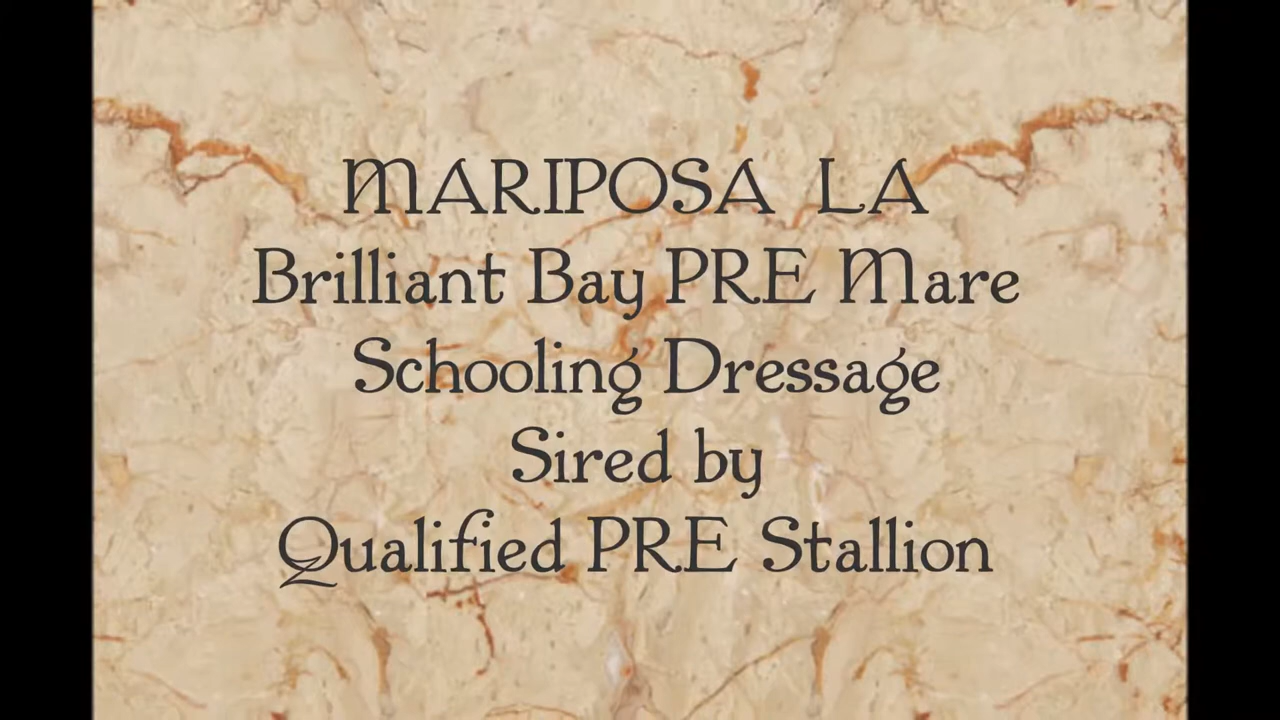 MARIPOSA LA
Brilliant Bay PRE Mare
Schooling Dressage
Sired by
Qualified PRE Stallion